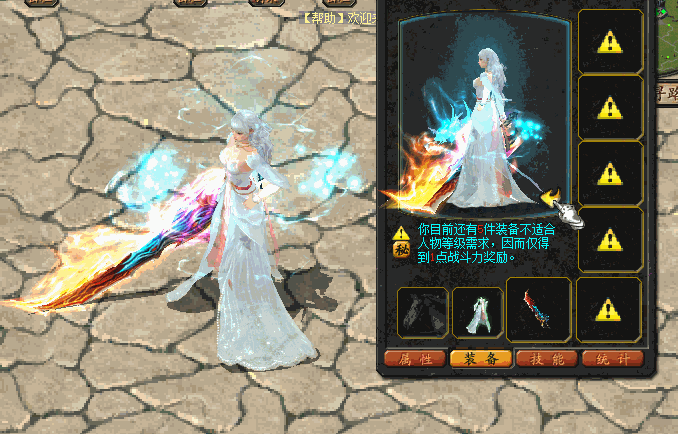 【帮助】欢迎
你目前还有5件装备不适合
人物等级需求，因而仅得
到1点战斗力奖励。
属性
装备
技能
统计